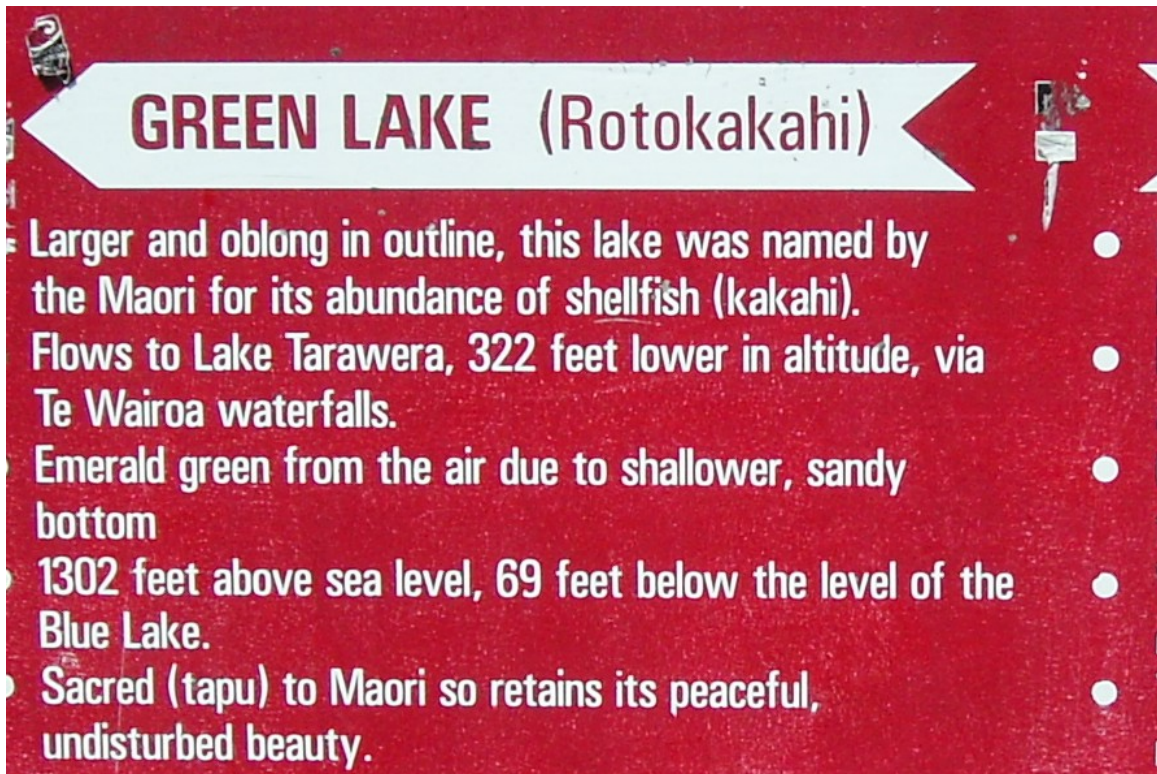 GREEN LAKE (Rotokakahi)
Larger and oblong in outline, this lake was named by
the Maori for its abundance of shellfish (kakahi).
Flows to Lake Tarawera, 322 feet lower in altitude, via
Te Wairoa waterfalls.
Emerald green from the air due to shallower, sandy
bottom
1302 feet above sea level, 69 feet below the level of the
Blue Lake.
Sacred (tapu) to Maori so retains its peaceful,
undisturbed beauty.